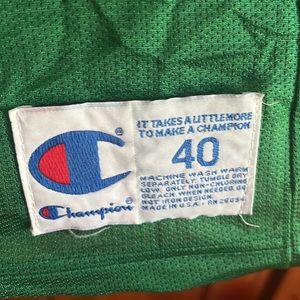 IT TAKES A LITTLE MORE
TO MAKE A CHAMPION
®
40
MACHINE WASH WARM
SEPARATELY, TUMBLE DRY
LOW, ONLY NON-CHLORINE
BLEACH WHEN NEEDED, DO
NOT IRON DESIGN.
MADE IN U.S.A.
Champion